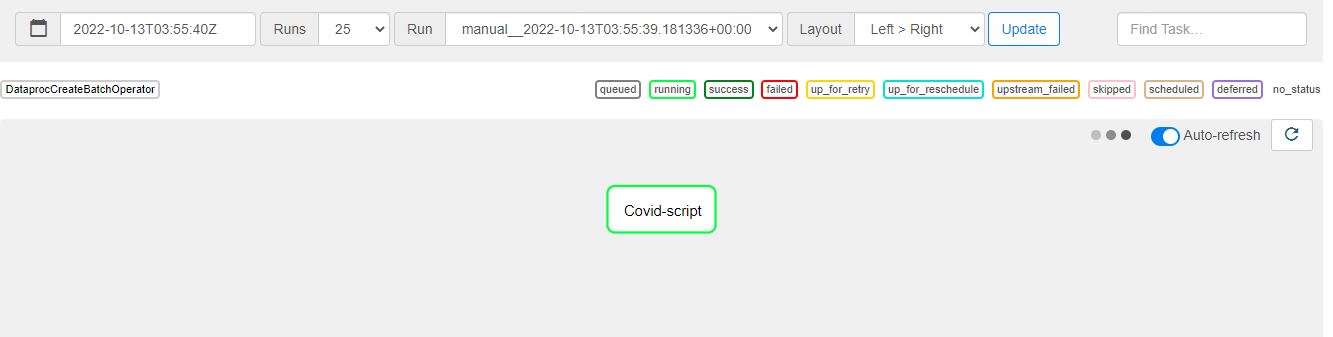 2022-10-13T03:55:40Z Runs 25 Run manual__2022-10-13T03:55:39.181336+00:00 Layout Left > Right Update Find Task...
DataprocCreateBatchOperator queued running success failed up_for_retry up_for_reschedule upstream_failed skipped scheduled deferred no_status
Auto-refresh
Covid-script